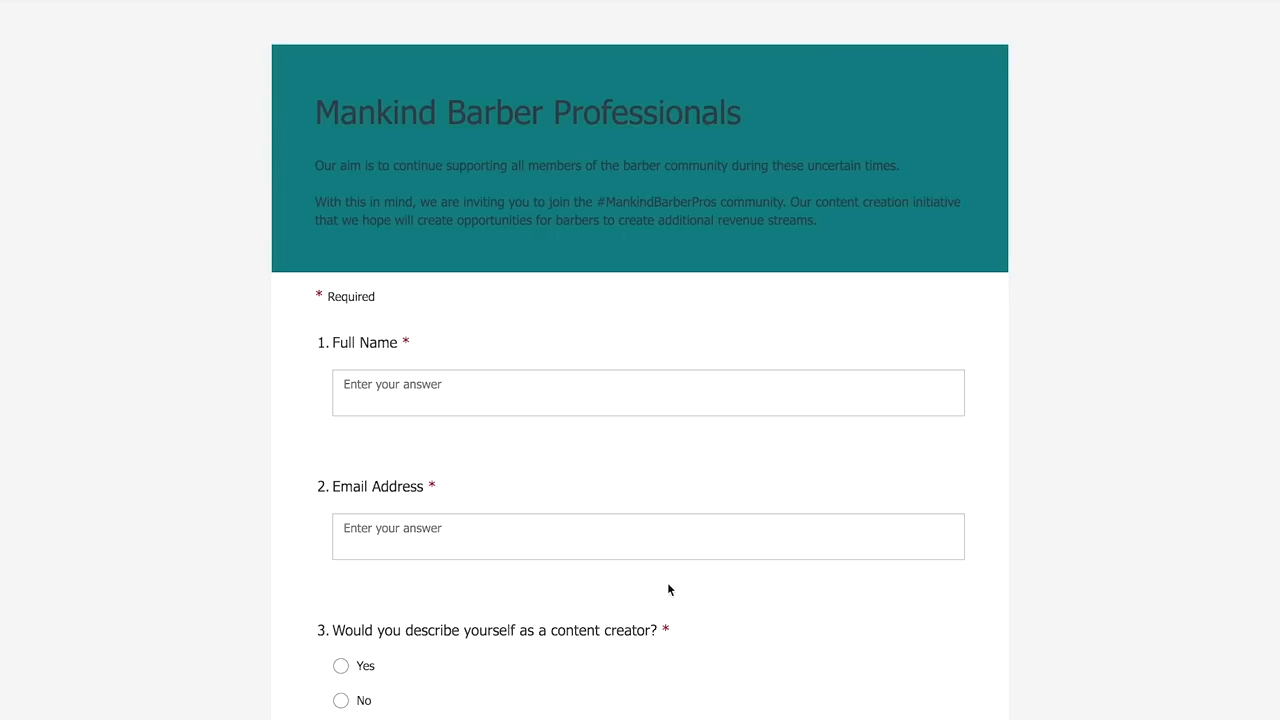 Mankind Barber Professionals
Our aim is to continue supporting all members of the barber community during these uncertain times.
With this in mind, we are inviting you to join the #MankindBarberPros community. Our content creation initiative
that we hope will create opportunities for barbers to create additional revenue streams.
* Required
1. Full Name *
Enter your answer
2. Email Address *
Enter your answer
3. Would you describe yourself as a content creator? *
Yes
No